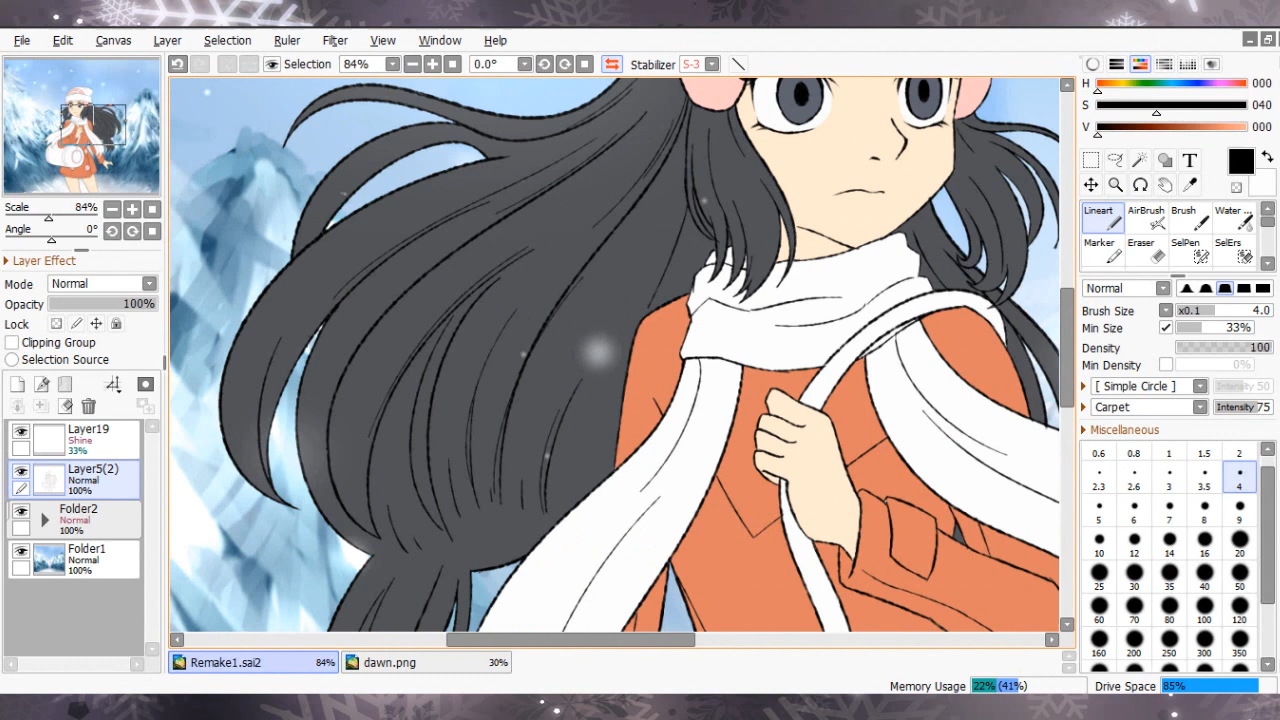 File Edit Canvas Layer Selection Ruler Filter View Window Help
Selection 84% 0.0° Stabilizer S-3
H 000
S 040
V 000
T
Scale 84%
Angle 0°
Layer Effect
Mode Normal
Opacity 100%
Lock
Clipping Group
Selection Source
Layer19
Shine
33%
Layer5(2)
Normal
100%
Folder2
Normal
100%
Folder1
Normal
100%
Lineart AirBrush Brush Water ...
Marker Eraser SelPen SelErs
Normal
Brush Size x0.1 4.0
Min Size 33%
Density 100
Min Density 0%
[ Simple Circle ] Intensity 50
Carpet Intensity 75
Miscellaneous
0.6 0.8 1 1.5 2
2.3 2.6 3 3.5 4
5 6 7 8 9
10 12 14 16 20
25 30 35 40 50
60 70 80 100 120
160 200 250 300 350
Remake1.sai2 84% dawn.png 30%
Memory Usage 22% (41%) Drive Space 85%